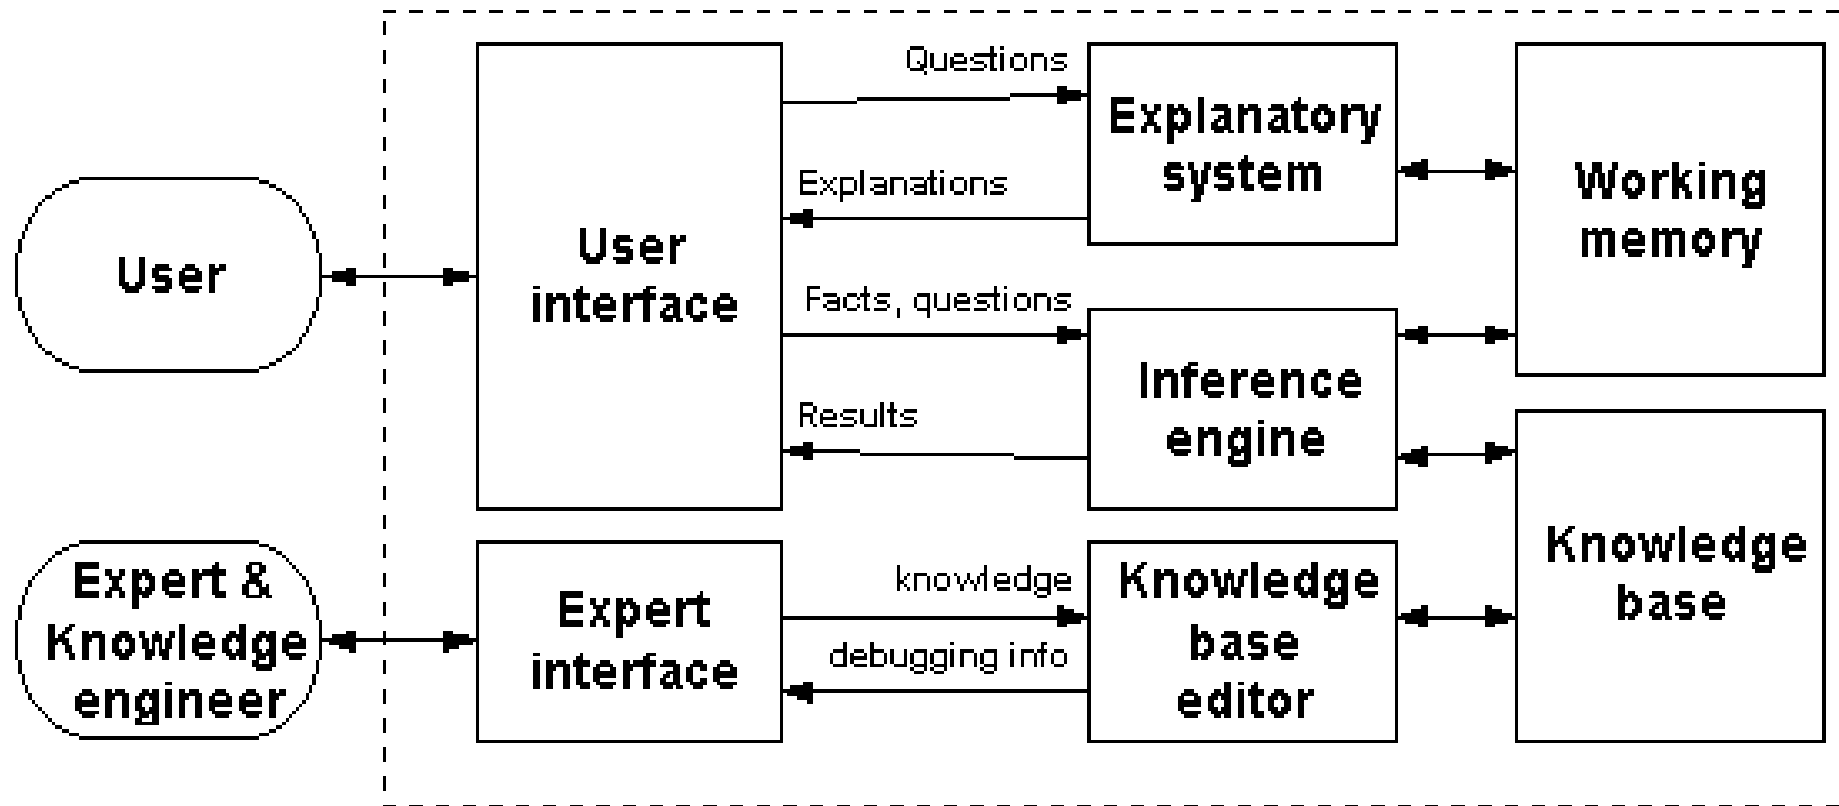 Questions
Explanatory
system
Explanations
Working
memory
User
User
interface
Facts, questions
Inference
engine
Results
Knowledge
base
Expert &
Knowledge
engineer
Expert
interface
knowledge
debugging info
Knowledge
base
editor